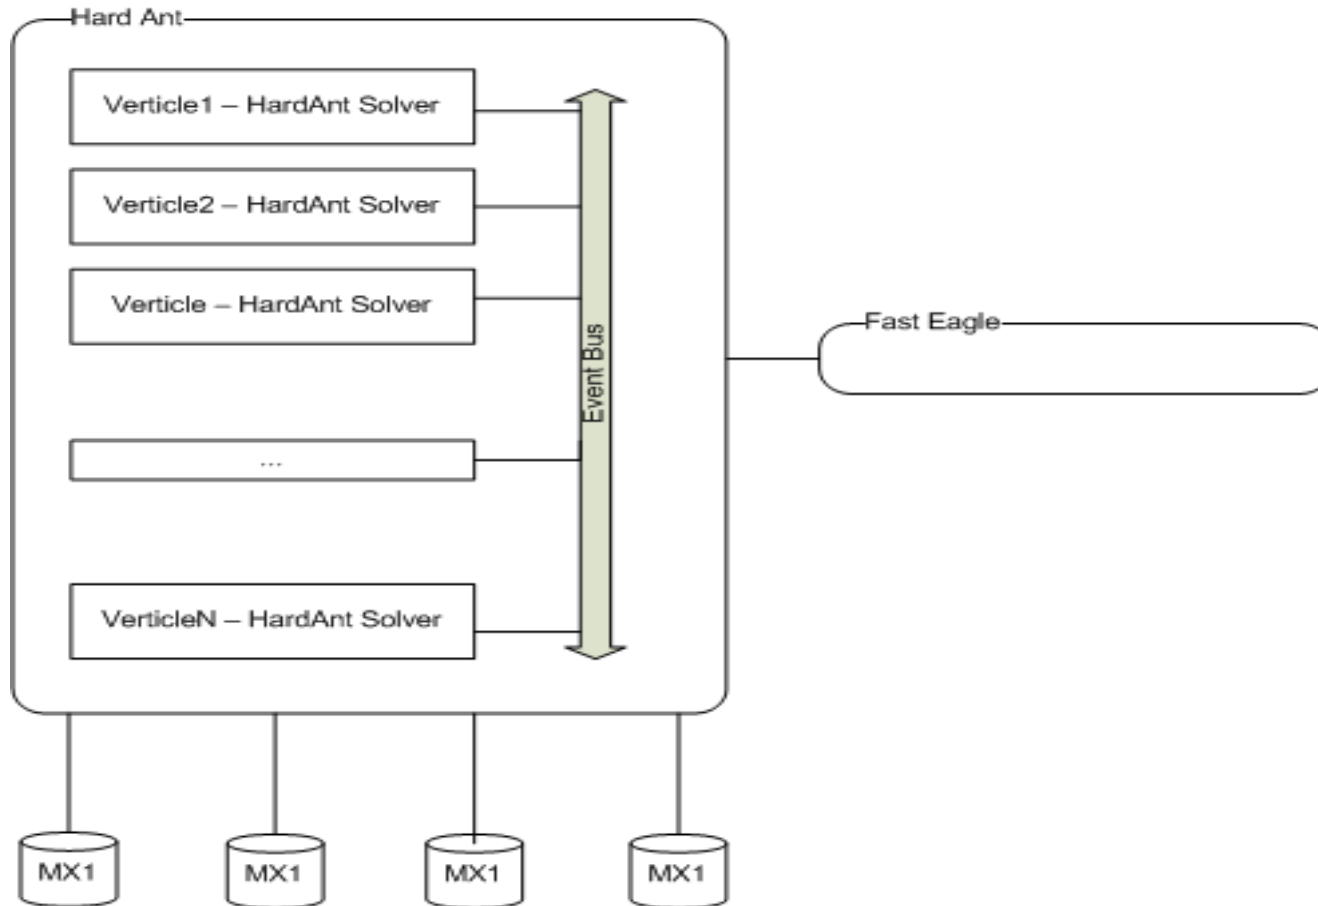 Hard Ant
Verticle1 – HardAnt Solver
Verticle2 – HardAnt Solver
Verticle – HardAnt Solver
...
VerticleN – HardAnt Solver
Event Bus
Fast Eagle
MX1
MX1
MX1
MX1